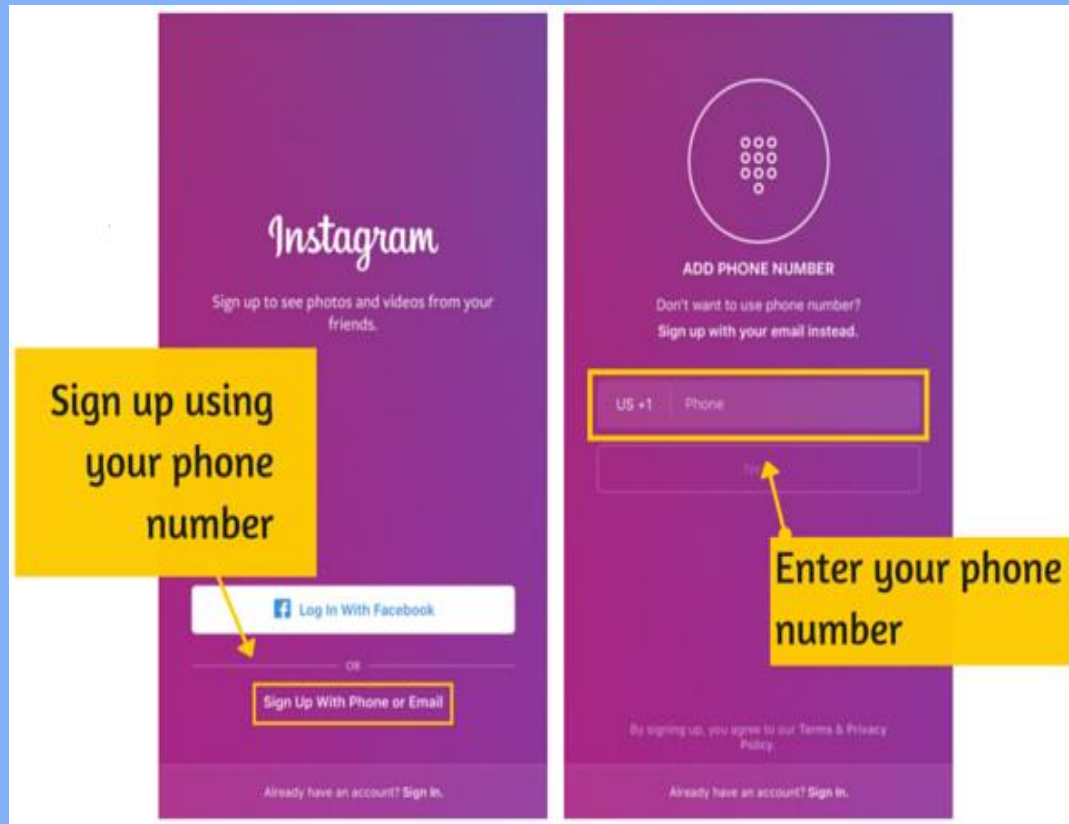 Instagram
Sign up to see photos and videos from your
friends.
Sign up using
your phone
number
Log In With Facebook
OR
Sign Up With Phone or Email
Already have an account? Sign In.
ADD PHONE NUMBER
Don't want to use phone number?
Sign up with your email instead.
US +1 Phone
Enter your phone
number
By signing up, you agree to our Terms & Privacy
Policy.
Already have an account? Sign In.